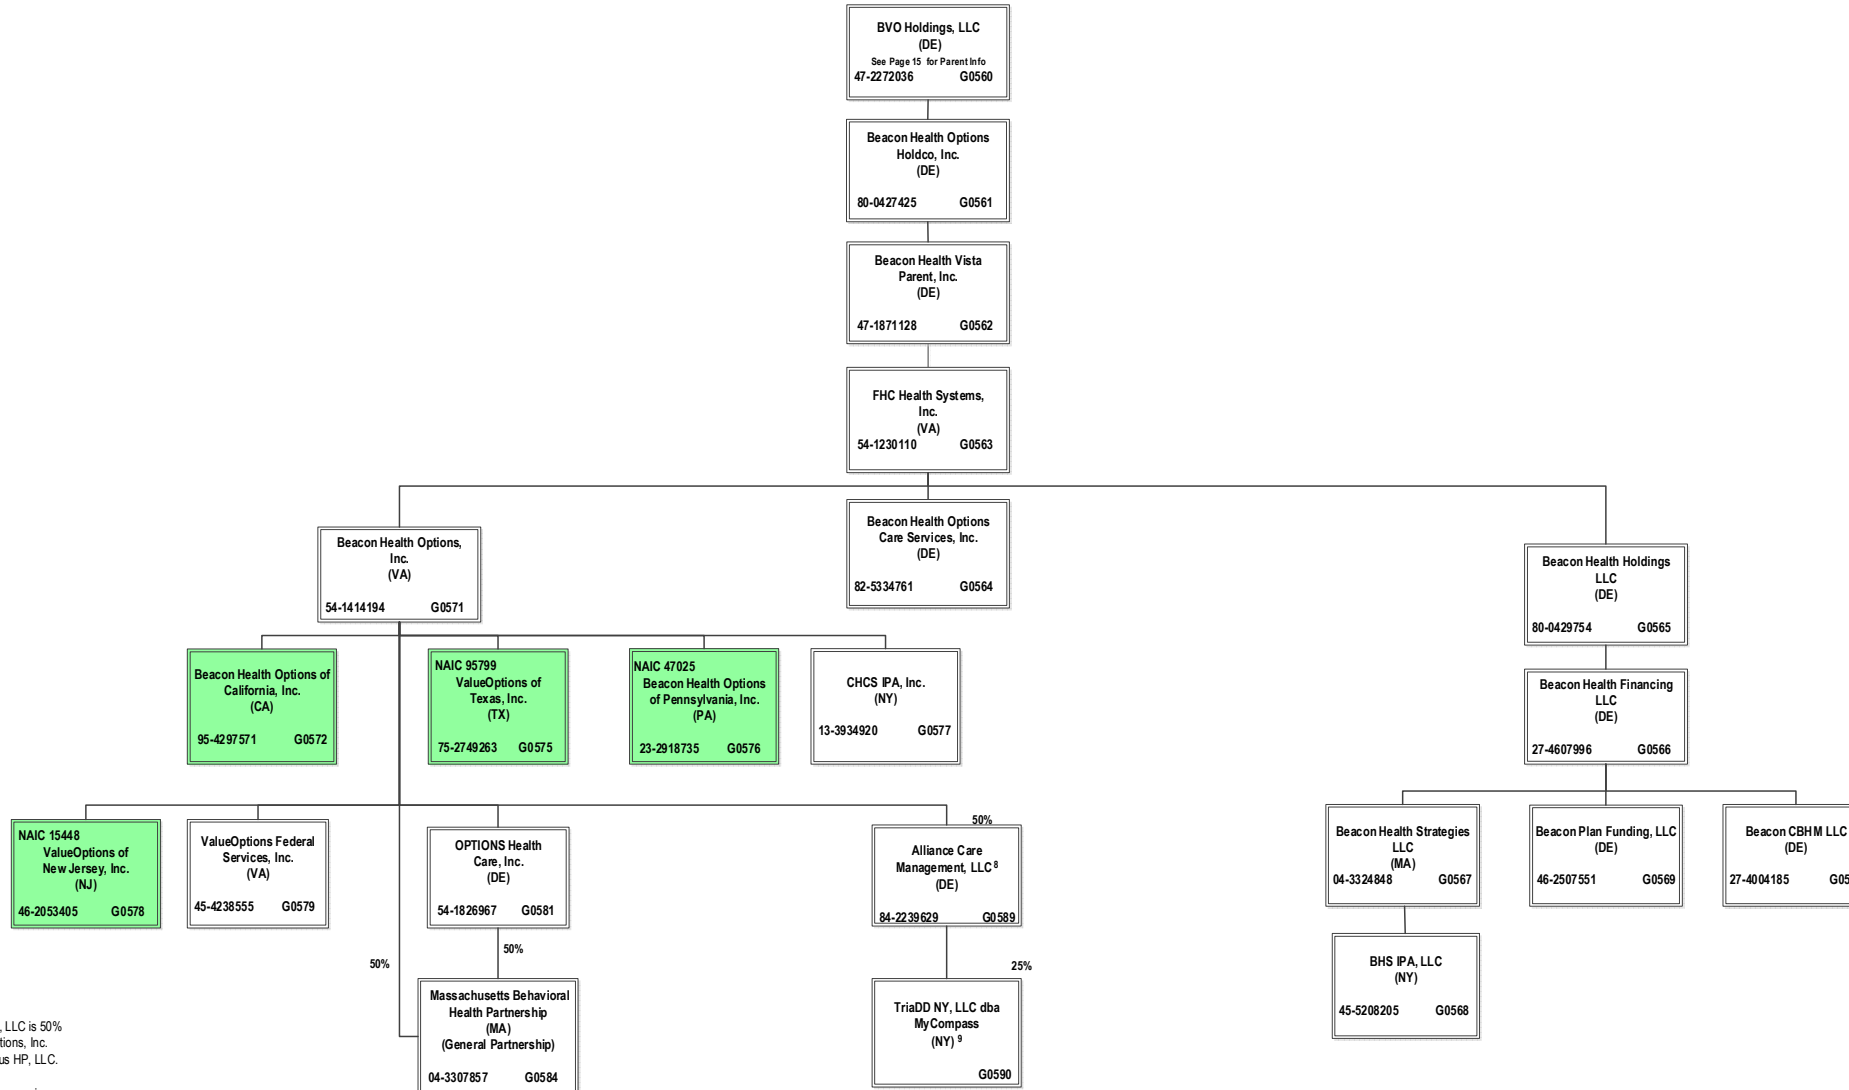 BVO Holdings, LLC
(DE)
See Page 15 for Parent Info
47-2272036 G0560
Beacon Health Options
Holdco, Inc.
(DE)
80-0427425 G0561
Beacon Health Vista
Parent, Inc.
(DE)
47-1871128 G0562
FHC Health Systems,
Inc.
(VA)
54-1230110 G0563
Beacon Health Options,
Inc.
(VA)
54-1414194 G0571
Beacon Health Options
Care Services, Inc.
(DE)
82-5334761 G0564
Beacon Health Holdings
LLC
(DE)
80-0429754 G0565
Beacon Health Options of
California, Inc.
(CA)
95-4297571 G0572
NAIC 95799
ValueOptions of
Texas, Inc.
(TX)
75-2749263 G0575
NAIC 47025
Beacon Health Options
of Pennsylvania, Inc.
(PA)
23-2918735 G0576
CHCS IPA, Inc.
(NY)
13-3934920 G0577
Beacon Health Financing
LLC
(DE)
27-4607996 G0566
NAIC 15448
ValueOptions of
New Jersey, Inc.
(NJ)
46-2053405 G0578
ValueOptions Federal
Services, Inc.
(VA)
45-4238555 G0579
OPTIONS Health
Care, Inc.
(DE)
54-1826967 G0581
50%
Alliance Care
Management, LLC 8
(DE)
84-2239629 G0589
Beacon Health Strategies
LLC
(MA)
04-3324848 G0567
Beacon Plan Funding, LLC
(DE)
46-2507551 G0569
Beacon CBHM LLC
(DE)
27-4004185 G05
50%
50%
Massachusetts Behavioral
Health Partnership
(MA)
(General Partnership)
04-3307857 G0584
25%
TriaDD NY, LLC dba
MyCompass
(NY) 9
G0590
BHS IPA, LLC
(NY)
45-5208205 G0568
, LLC is 50%
tions, Inc.
us HP, LLC.